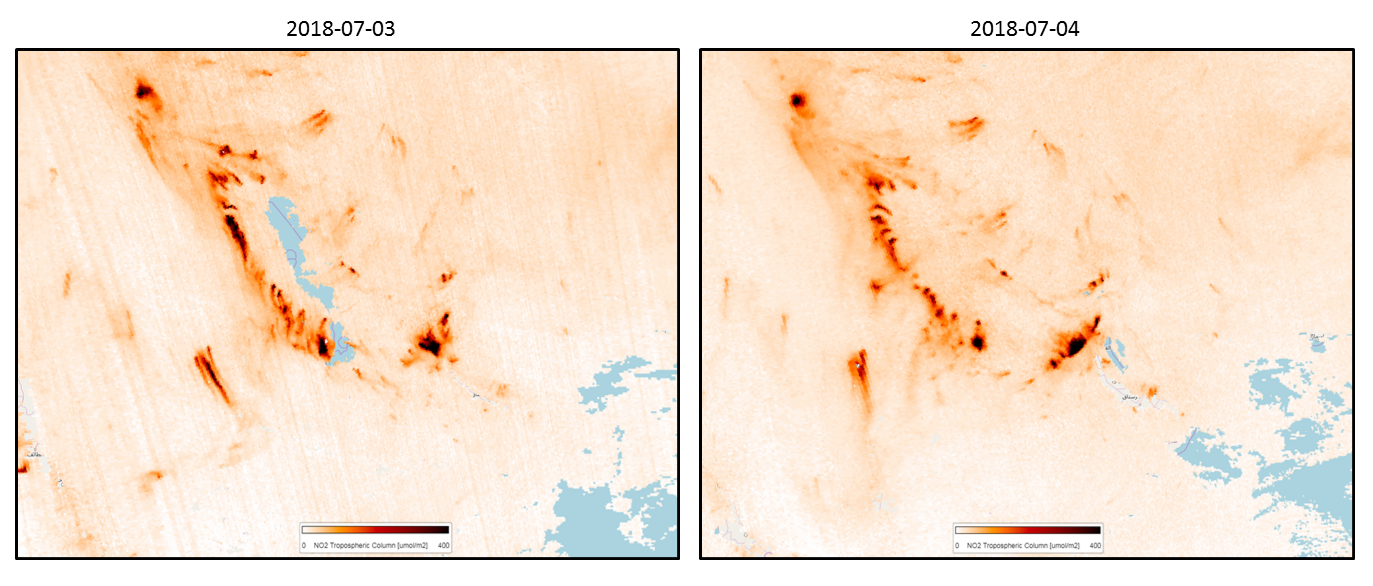 2018-07-03
2018-07-04
0 NO2 Tropospheric Column [umol/m2] 400
0 NO2 Tropospheric Column [umol/m2] 400